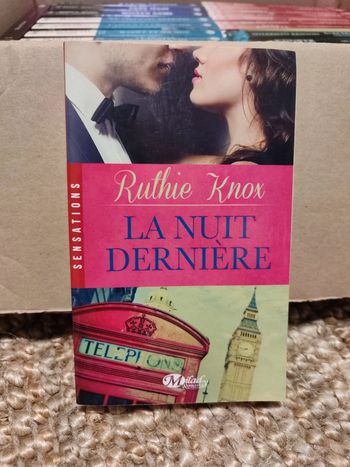 Ruthie Knox
LA NUIT
DERNIÈRE
SENSATIONS
TELEPHONE
Milady